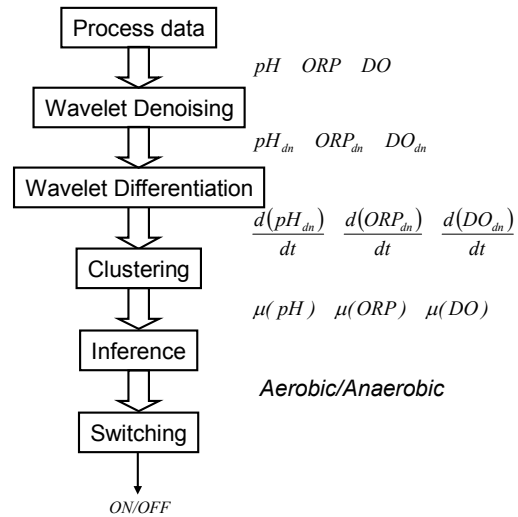 Process data
pH ORP DO
Wavelet Denoising
pH_dn ORP_dn DO_dn
Wavelet Differentiation
d(pH_dn)/dt d(ORP_dn)/dt d(DO_dn)/dt
Clustering
μ(pH) μ(ORP) μ(DO)
Inference
Aerobic/Anaerobic
Switching
ON/OFF